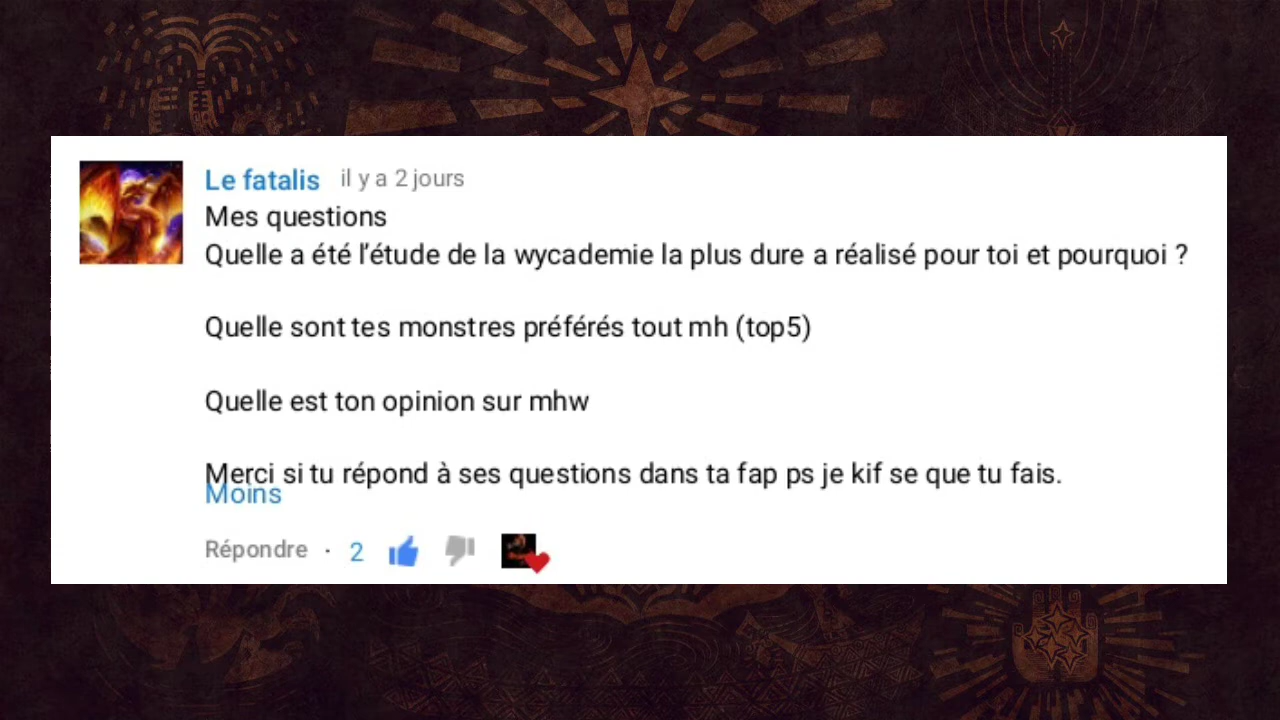 Le fatalis il y a 2 jours
Mes questions
Quelle a été l'étude de la wycademie la plus dure a réalisé pour toi et pourquoi ?
Quelle sont tes monstres préférés tout mh (top5)
Quelle est ton opinion sur mhw
Merci si tu répond à ses questions dans ta fap ps je kif se que tu fais.
Moins
Répondre · 2